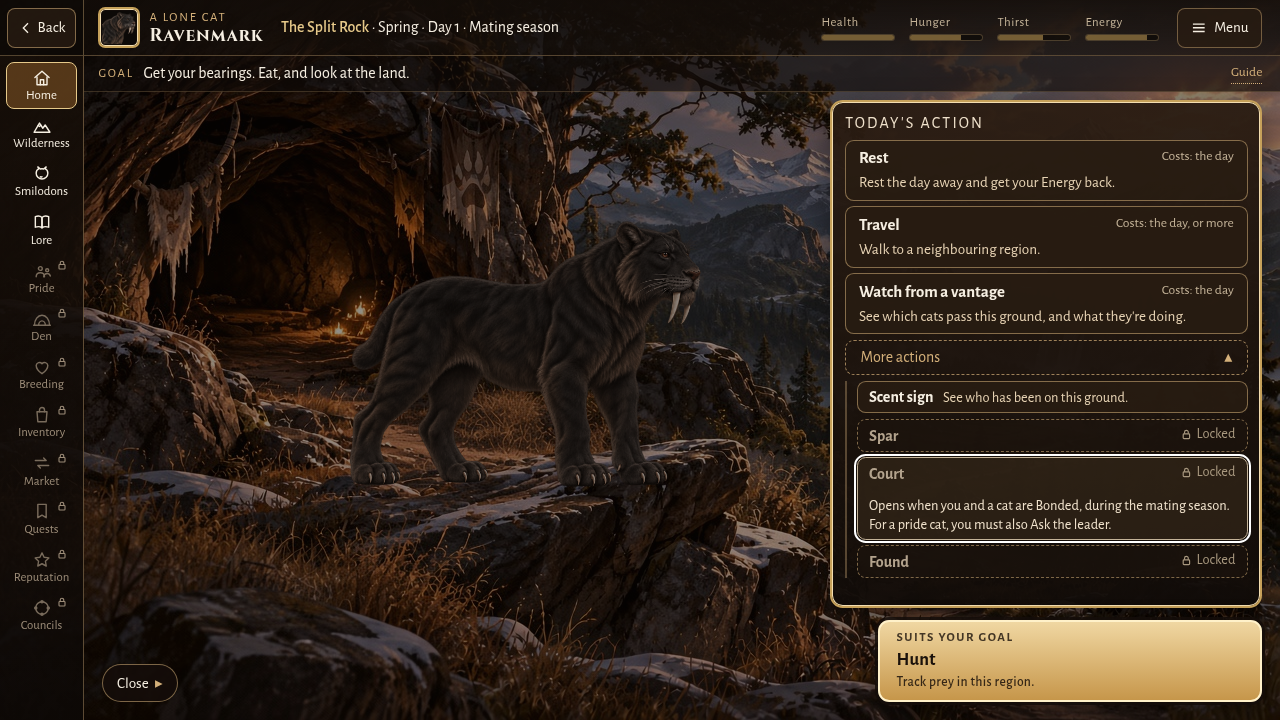 Back
A LONE CAT
RAVENMARK
The Split Rock · Spring · Day 1 · Mating season
Health
Hunger
Thirst
Energy
Menu
GOAL Get your bearings. Eat, and look at the land.
Guide
Home
Wilderness
Smilodons
Lore
Pride
Den
Breeding
Inventory
Market
Quests
Reputation
Councils
TODAY'S ACTION
Rest Costs: the day
Rest the day away and get your Energy back.
Travel Costs: the day, or more
Walk to a neighbouring region.
Watch from a vantage Costs: the day
See which cats pass this ground, and what they're doing.
More actions
Scent sign See who has been on this ground.
Spar Locked
Court Locked
Opens when you and a cat are Bonded, during the mating season.
For a pride cat, you must also Ask the leader.
Found Locked
SUITS YOUR GOAL
Hunt
Track prey in this region.
Close